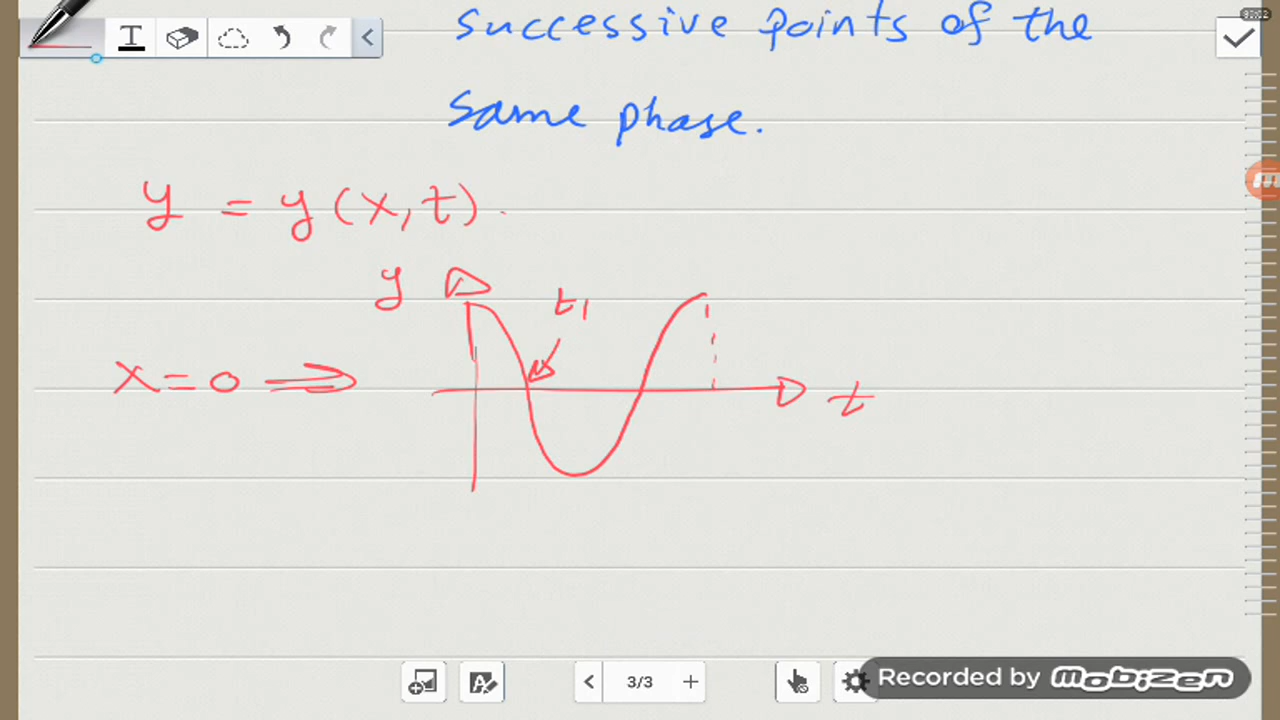 successive points of the
T
same phase.
y = y(x,t).
y
t1
x=0 ⇒
t
3/3
Recorded by mobizen